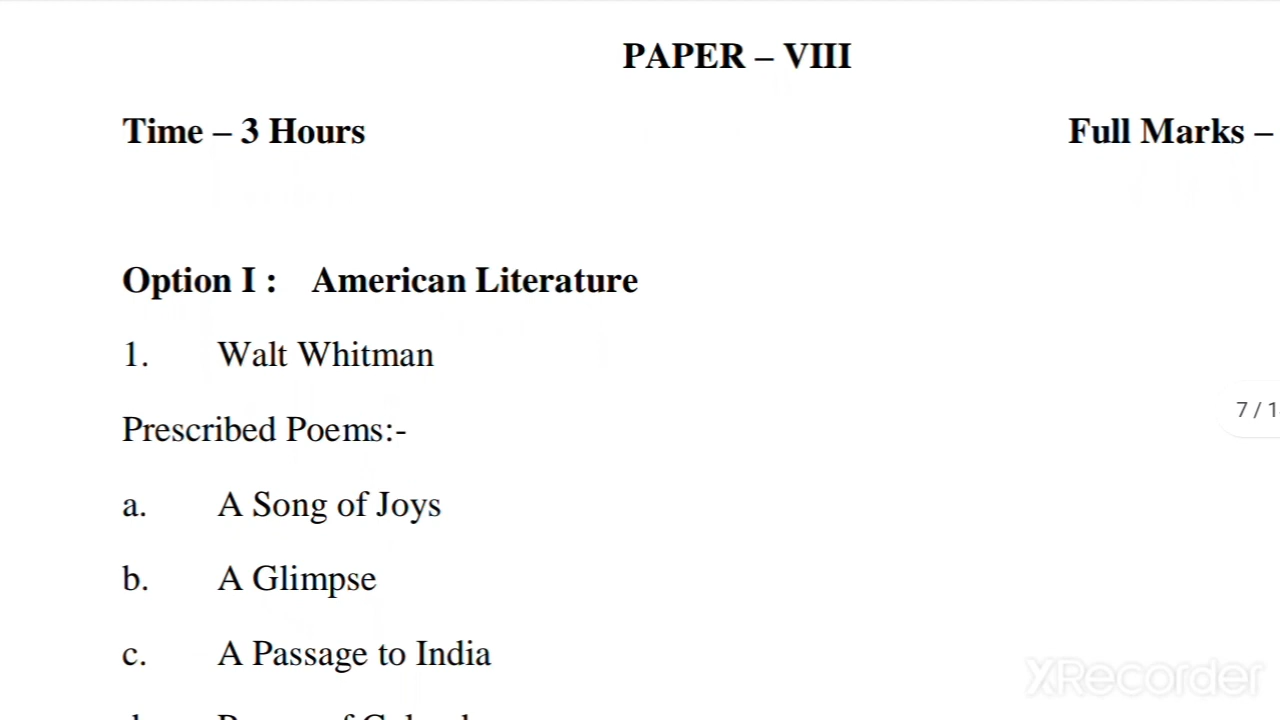 PAPER – VIII
Time – 3 Hours Full Marks –
Option I : American Literature
1. Walt Whitman
Prescribed Poems:-
a. A Song of Joys
b. A Glimpse
7 / 1
c. A Passage to India
XRecorder